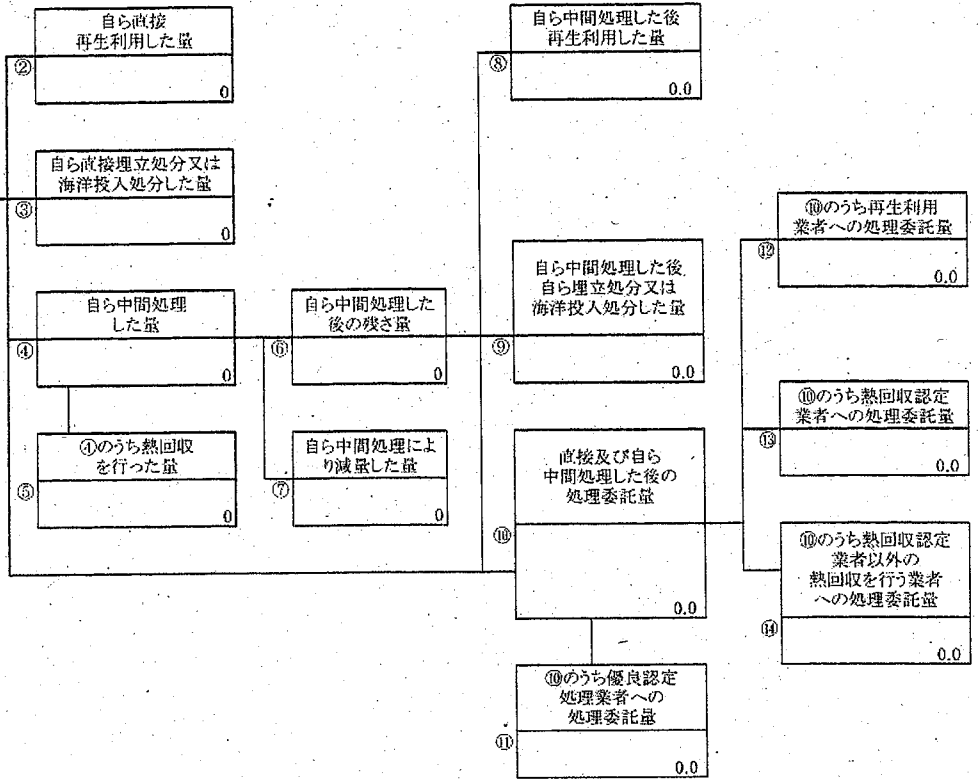 自ら直接
再生利用した量
②
0
自ら直接埋立処分又は
海洋投入処分した量
③
0
自ら中間処理
した量
④
0
④のうち熱回収
を行った量
⑤
0
自ら中間処理した
後の残さ量
⑥
0
自ら中間処理によ
り減量した量
⑦
0
自ら中間処理した後
再生利用した量
⑧
0.0
自ら中間処理した後
自ら埋立処分又は
海洋投入処分した量
⑨
0.0
直接及び自ら
中間処理した後の
処理委託量
⑩
0.0
⑩のうち優良認定
処理業者への
処理委託量
⑪
0.0
⑩のうち再生利用
業者への処理委託量
⑫
0.0
⑩のうち熱回収認定
業者への処理委託量
⑬
0.0
⑩のうち熱回収認定
業者以外の
熱回収を行う業者
への処理委託量
⑭
0.0